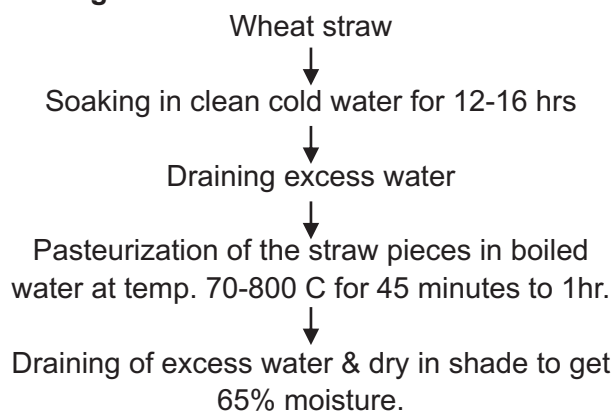 Wheat straw
Soaking in clean cold water for 12-16 hrs
Draining excess water
Pasteurization of the straw pieces in boiled
water at temp. 70-800 C for 45 minutes to 1hr.
Draining of excess water & dry in shade to get
65% moisture.